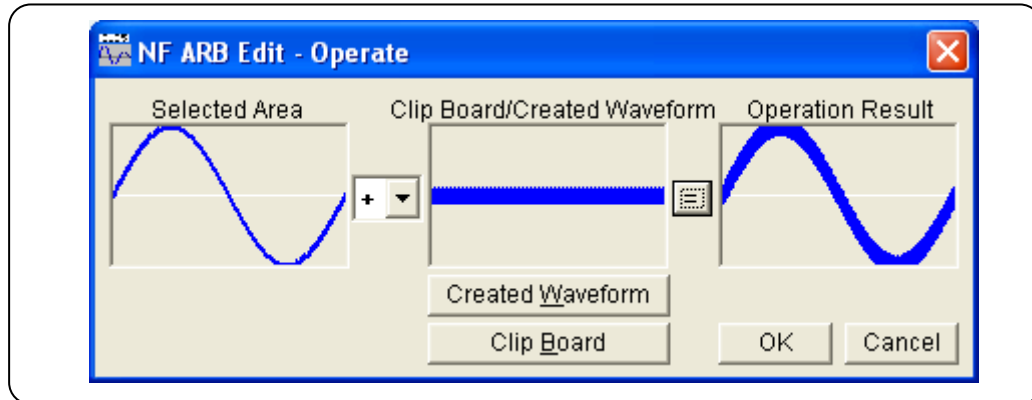 NF ARB Edit - Operate
Selected Area
Clip Board/Created Waveform
Operation Result
+
=
Created Waveform
Clip Board
OK
Cancel